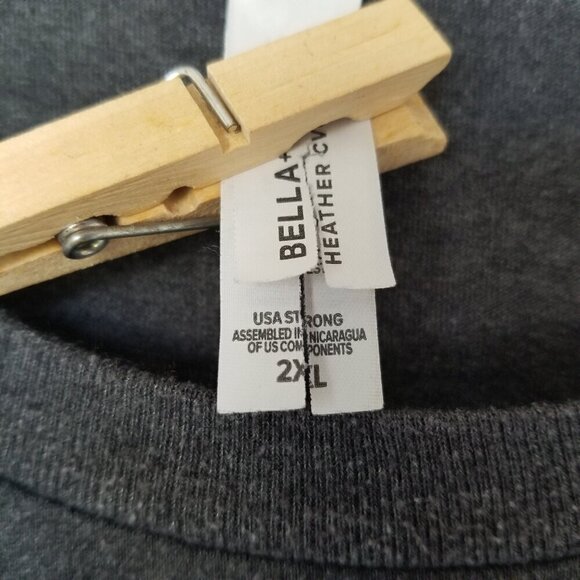 BELLA+
HEATHER CV
USA STRONG
ASSEMBLED IN NICARAGUA
OF US COMPONENTS
2XL